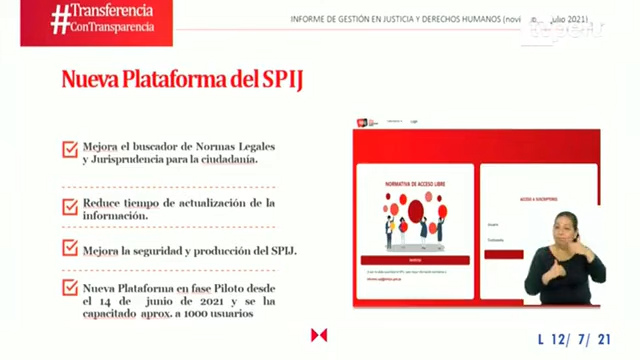 #Transferencia
ConTransparencia
INFORME DE GESTIÓN EN JUSTICIA Y DERECHOS HUMANOS
julio 2021)
Nueva Plataforma del SPIJ
Mejora el buscador de Normas Legales
y Jurisprudencia para la ciudadanía.
Reduce tiempo de actualización de la
información.
Mejora la seguridad y producción del SPIJ.
Nueva Plataforma en fase Piloto desde
el 14 de junio de 2021 y se ha
capacitado aprox. a 1000 usuarios
NORMATIVA DE ACCESO LIBRE
ACCESO A SUSCRIPTORES
L 12/ 7/ 21